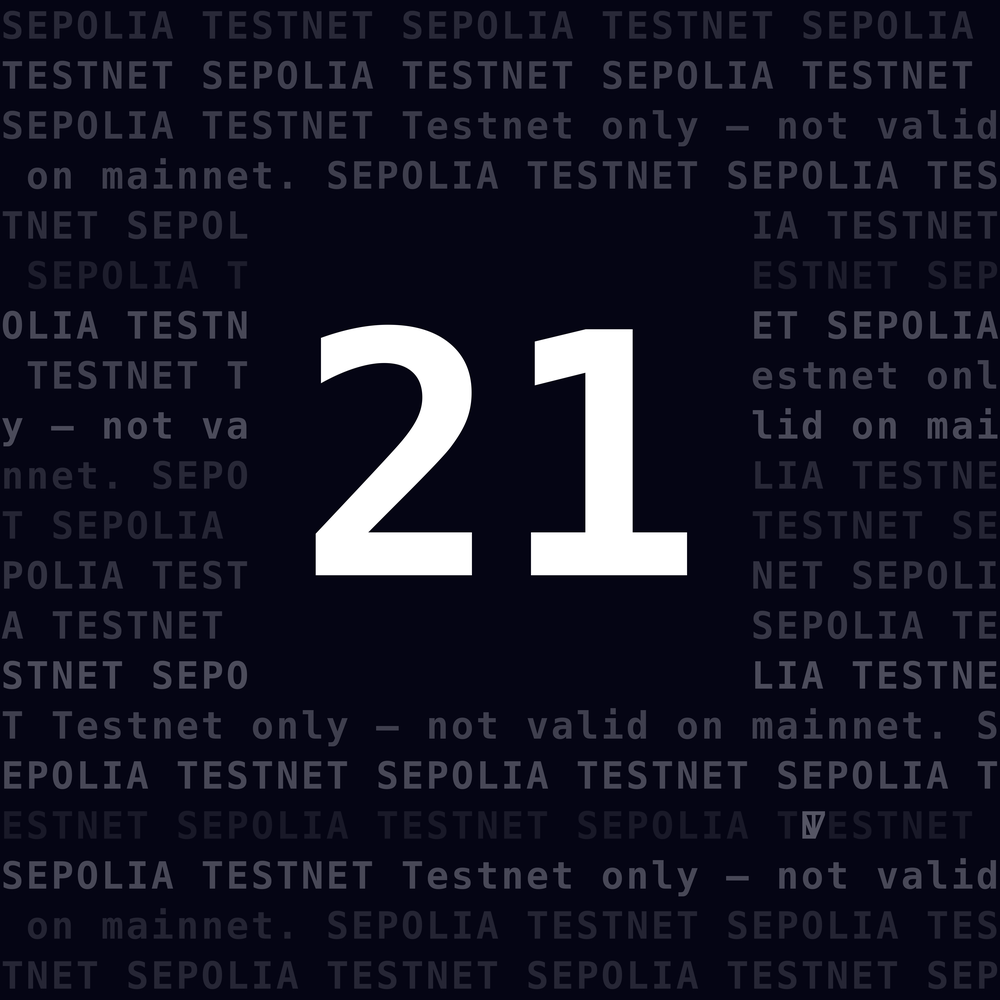 SEPOLIA TESTNET SEPOLIA TESTNET SEPOLIA
TESTNET SEPOLIA TESTNET SEPOLIA TESTNET
SEPOLIA TESTNET Testnet only — not valid
on mainnet. SEPOLIA TESTNET SEPOLIA TES
TNET SEPOL IA TESTNET
SEPOLIA T ESTNET SEP
OLIA TESTN ET SEPOLIA
TESTNET T estnet onl
y — not va lid on mai
nnet. SEPO LIA TESTNE
T SEPOLIA TESTNET SE
POLIA TEST NET SEPOLI
A TESTNET SEPOLIA TE
STNET SEPO LIA TESTNE
21
T Testnet only — not valid on mainnet. S
EPOLIA TESTNET SEPOLIA TESTNET SEPOLIA T
ESTNET SEPOLIA TESTNET SEPOLIA T ESTNET
SEPOLIA TESTNET Testnet only — not valid
on mainnet. SEPOLIA TESTNET SEPOLIA TES
TNET SEPOLIA TESTNET SEPOLIA TESTNET SEP